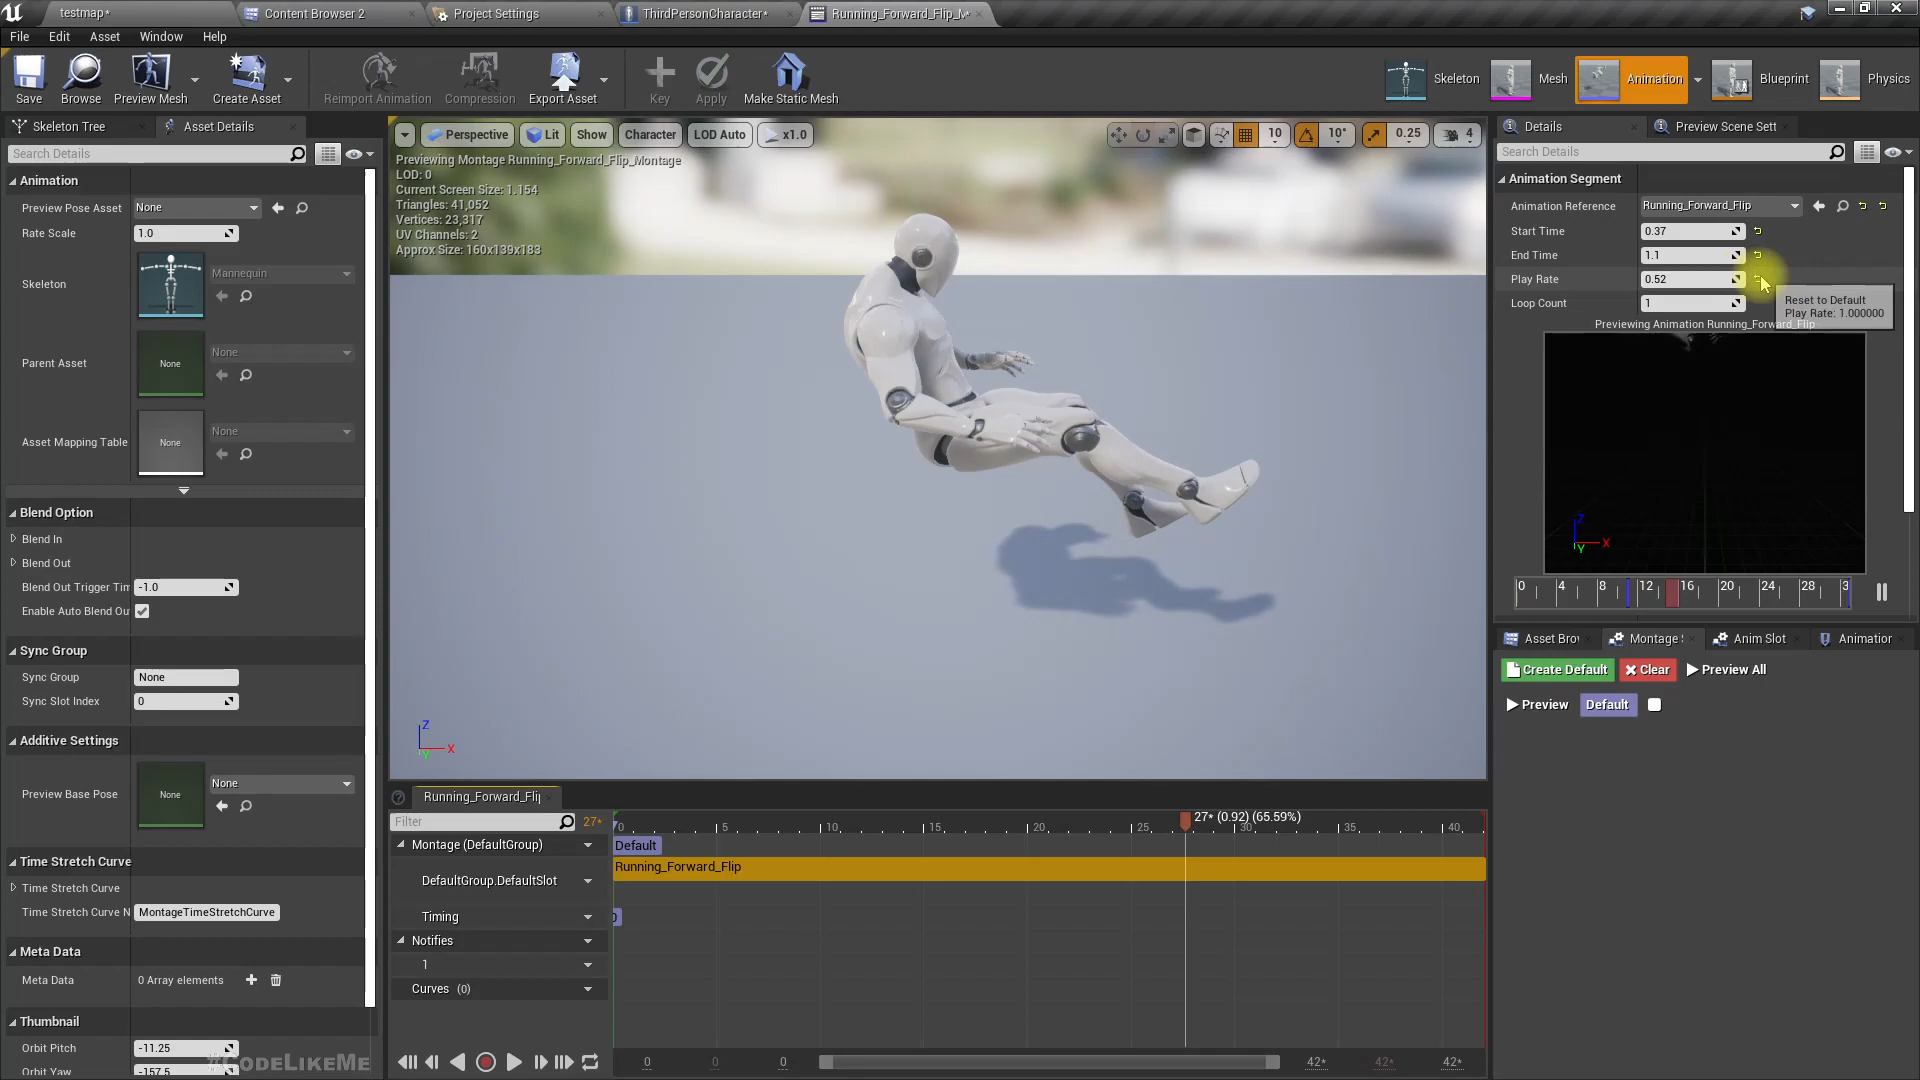 testmap*
Content Browser 2
Project Settings
ThirdPersonCharacter*
Running_Forward_Flip_M*
File
Edit
Asset
Window
Help
Save
Browse
Preview Mesh
Create Asset
Reimport Animation
Compression
Export Asset
Key
Apply
Make Static Mesh
Skeleton
Mesh
Animation
Blueprint
Physics
Skeleton Tree
Asset Details
Search Details
Animation
Preview Pose Asset
None
Rate Scale
1.0
Skeleton
Mannequin
Parent Asset
None
None
Asset Mapping Table
None
None
Blend Option
Blend In
Blend Out
Blend Out Trigger Tim
-1.0
Enable Auto Blend Ou
Sync Group
Sync Group
None
Sync Slot Index
0
Additive Settings
Preview Base Pose
None
None
Time Stretch Curve
Time Stretch Curve
Time Stretch Curve N
MontageTimeStretchCurve
Meta Data
Meta Data
0 Array elements
Thumbnail
Orbit Pitch
-11.25
Orbit Yaw
-157.5
#CodeLikeMe
Perspective
Lit
Show
Character
LOD Auto
x1.0
10
10°
0.25
4
Previewing Montage Running_Forward_Flip_Montage
LOD: 0
Current Screen Size: 1.154
Triangles: 41,052
Vertices: 23,317
UV Channels: 2
Approx Size: 160x139x183
Z
X
Y
Running_Forward_Fli
Filter
27*
0
5
10
15
20
25
30
35
40
27* (0.92) (65.59%)
Montage (DefaultGroup)
Default
Running_Forward_Flip
DefaultGroup.DefaultSlot
Timing
0
Notifies
1
Curves (0)
0
0
0
42*
42*
42*
Details
Preview Scene Sett
Search Details
Animation Segment
Animation Reference
Running_Forward_Flip
Start Time
0.37
End Time
1.1
Play Rate
0.52
Loop Count
1
Reset to Default
Play Rate: 1.000000
Previewing Animation Running_Forward_Flip
Z
X
Y
0
4
8
12
16
20
24
28
3
Asset Brow
Montage S
Anim Slot
Animation
Create Default
Clear
Preview All
Preview
Default